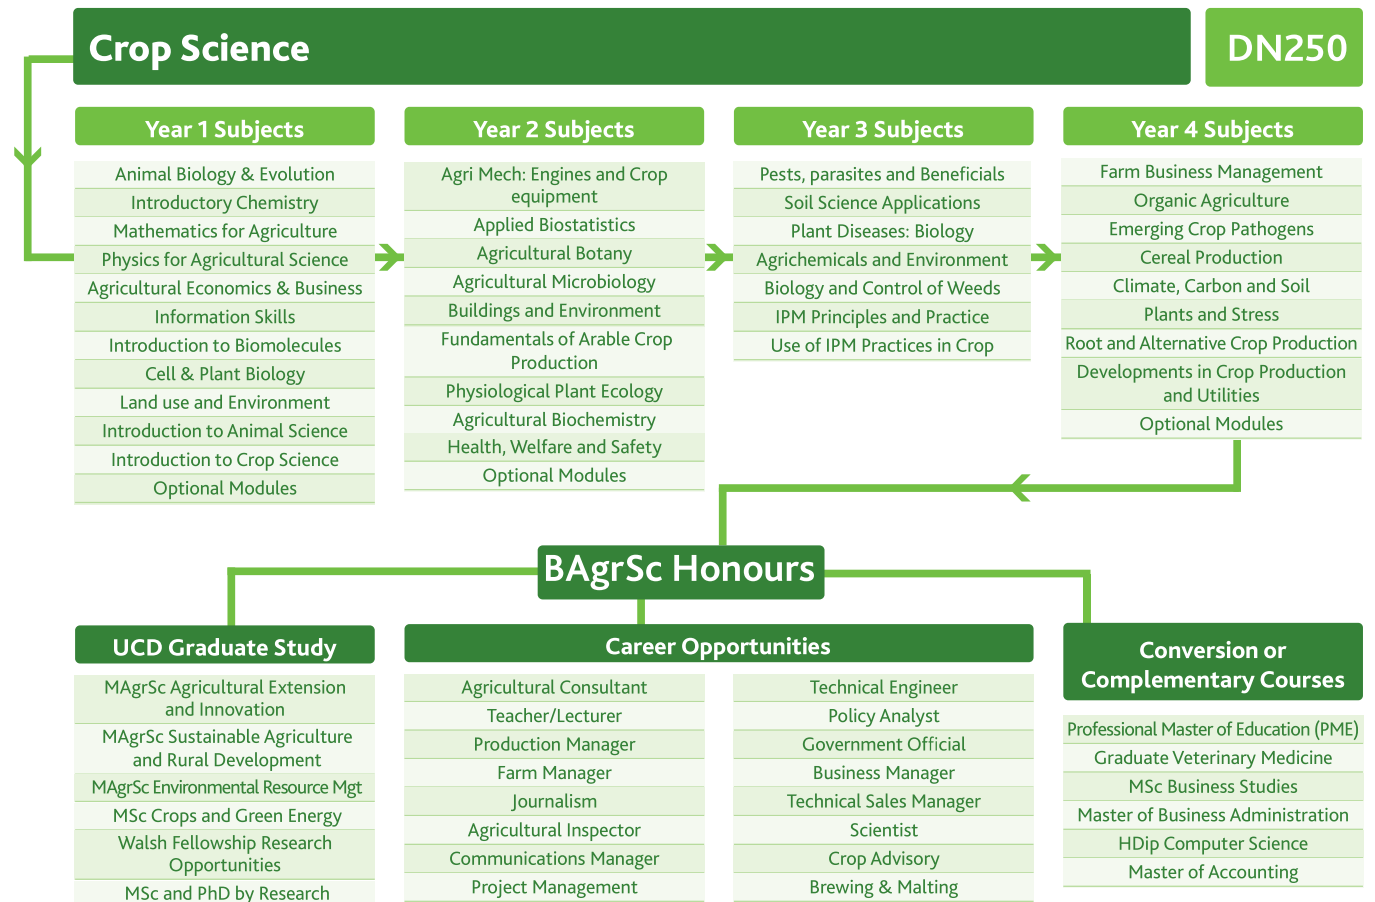 Crop Science
DN250
Year 1 Subjects
Animal Biology & Evolution
Introductory Chemistry
Mathematics for Agriculture
Physics for Agricultural Science
Agricultural Economics & Business
Information Skills
Introduction to Biomolecules
Cell & Plant Biology
Land use and Environment
Introduction to Animal Science
Introduction to Crop Science
Optional Modules
Year 2 Subjects
Agri Mech: Engines and Crop
equipment
Applied Biostatistics
Agricultural Botany
Agricultural Microbiology
Buildings and Environment
Fundamentals of Arable Crop
Production
Physiological Plant Ecology
Agricultural Biochemistry
Health, Welfare and Safety
Optional Modules
Year 3 Subjects
Pests, parasites and Beneficials
Soil Science Applications
Plant Diseases: Biology
Agrichemicals and Environment
Biology and Control of Weeds
IPM Principles and Practice
Use of IPM Practices in Crop
Year 4 Subjects
Farm Business Management
Organic Agriculture
Emerging Crop Pathogens
Cereal Production
Climate, Carbon and Soil
Plants and Stress
Root and Alternative Crop Production
Developments in Crop Production
and Utilities
Optional Modules
BAgrSc Honours
UCD Graduate Study
MAgrSc Agricultural Extension
and Innovation
MAgrSc Sustainable Agriculture
and Rural Development
MAgrSc Environmental Resource Mgt
MSc Crops and Green Energy
Walsh Fellowship Research
Opportunities
MSc and PhD by Research
Career Opportunities
Agricultural Consultant
Teacher/Lecturer
Production Manager
Farm Manager
Journalism
Agricultural Inspector
Communications Manager
Project Management
Technical Engineer
Policy Analyst
Government Official
Business Manager
Technical Sales Manager
Scientist
Crop Advisory
Brewing & Malting
Conversion or
Complementary Courses
Professional Master of Education (PME)
Graduate Veterinary Medicine
MSc Business Studies
Master of Business Administration
HDip Computer Science
Master of Accounting